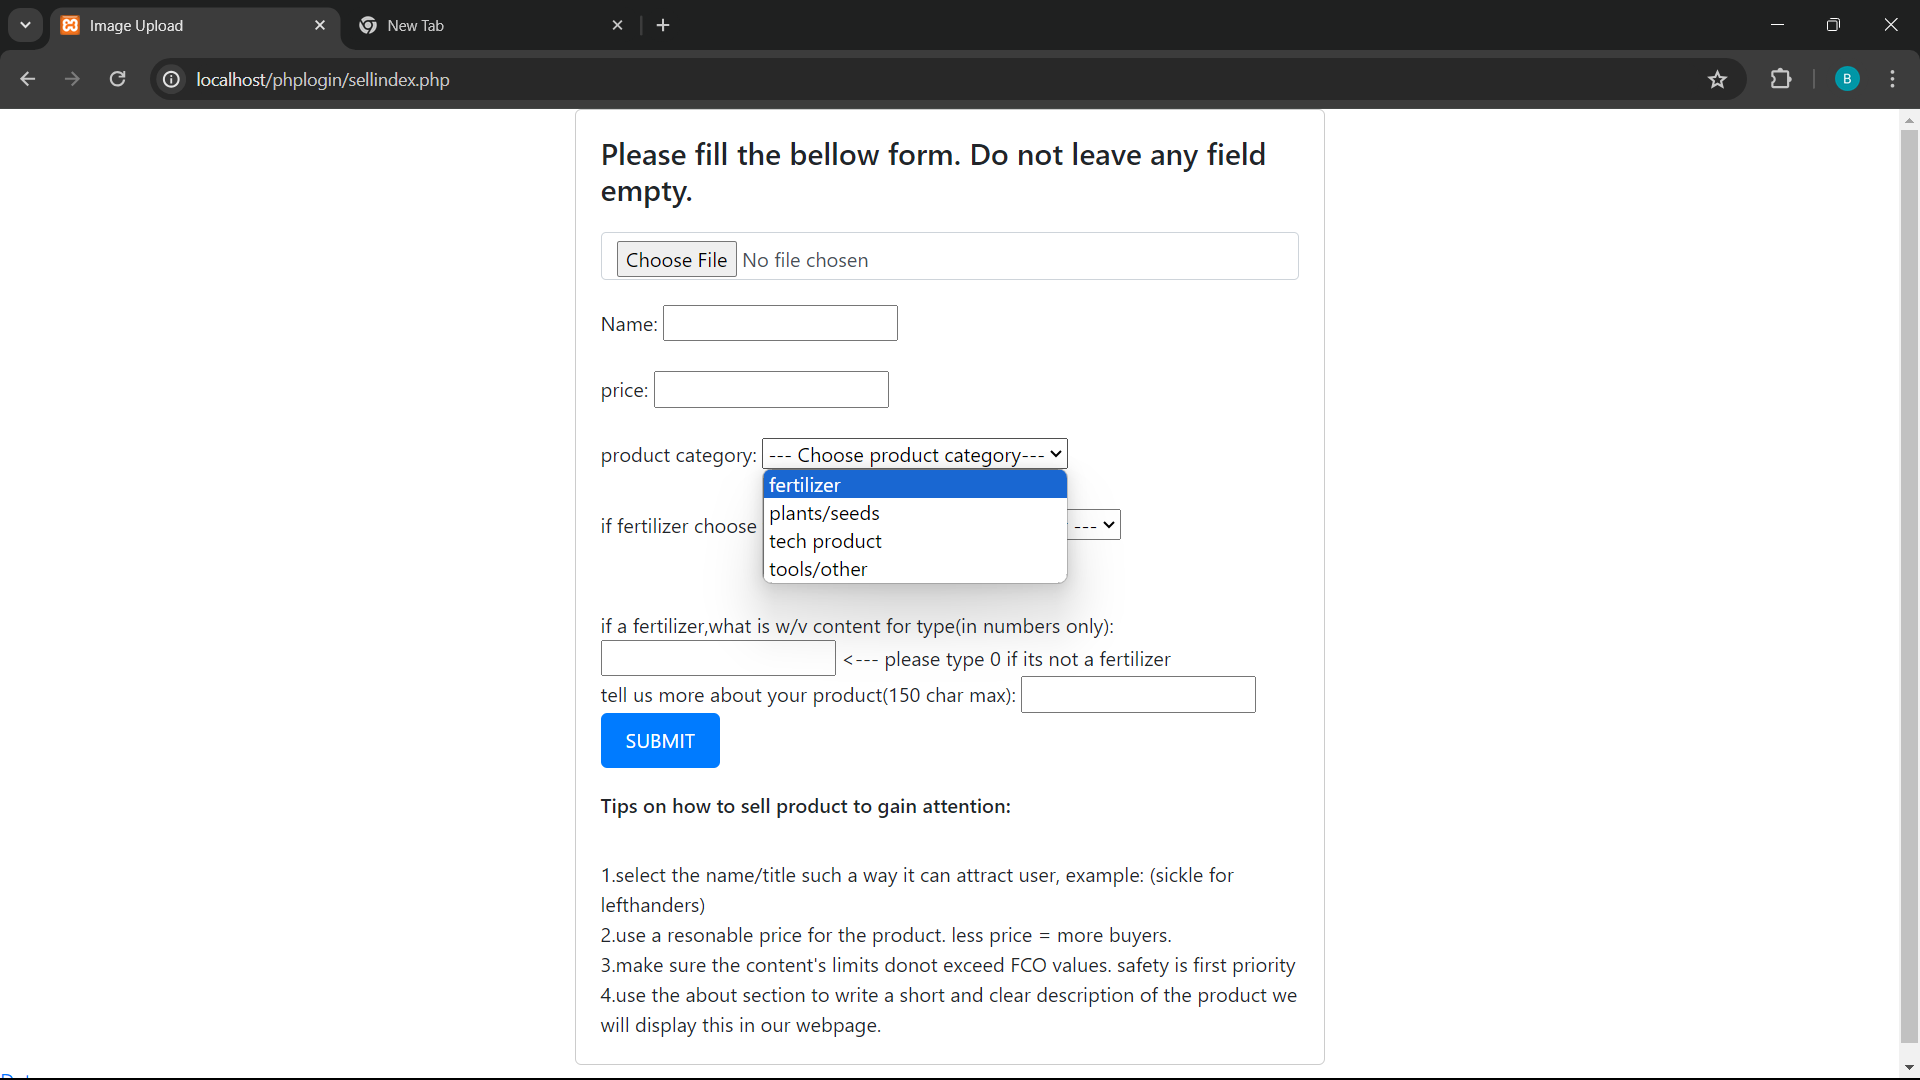 Image Upload
New Tab
localhost/phplogin/sellindex.php
B
Please fill the bellow form. Do not leave any field
empty.
Choose File No file chosen
Name:
price:
product category: --- Choose product category---
fertilizer
plants/seeds
if fertilizer choose ---
tech product
tools/other
if a fertilizer,what is w/v content for type(in numbers only):
<--- please type 0 if its not a fertilizer
tell us more about your product(150 char max):
SUBMIT
Tips on how to sell product to gain attention:
1.select the name/title such a way it can attract user, example: (sickle for
lefthanders)
2.use a resonable price for the product. less price = more buyers.
3.make sure the content's limits donot exceed FCO values. safety is first priority
4.use the about section to write a short and clear description of the product we
will display this in our webpage.